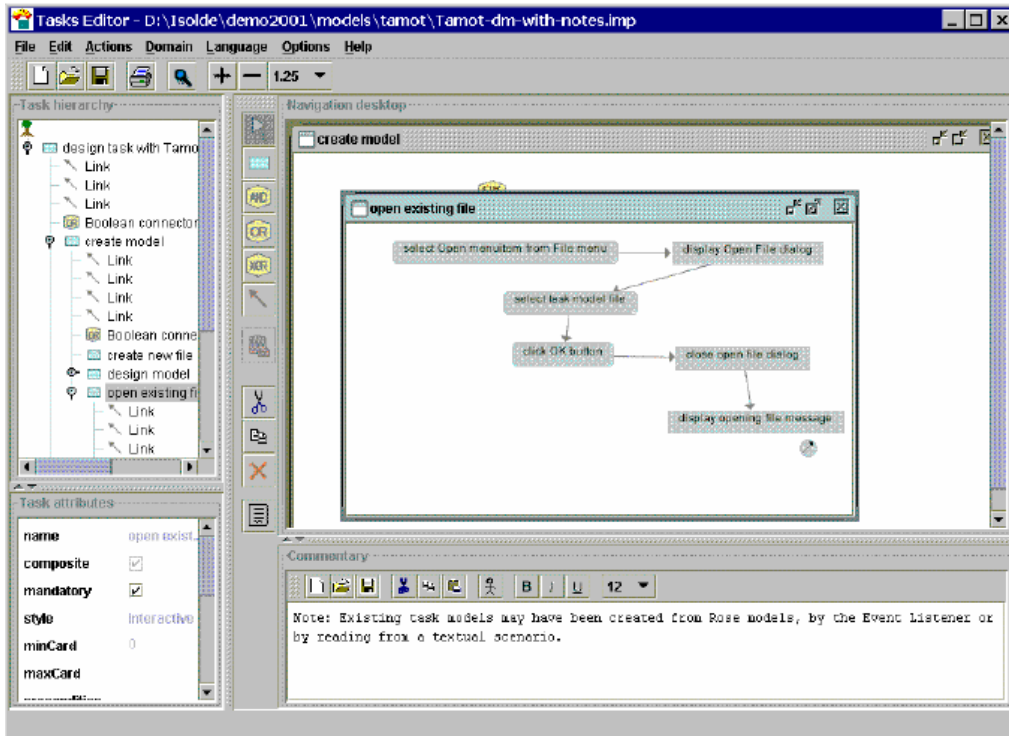 Tasks Editor - D:\Isolde\demo2001\models\tamot\Tamot-dm-with-notes.imp
File Edit Actions Domain Language Options Help
1.25
Task hierarchy
design task with Tamo
Link
Link
Link
OR Boolean connector
create model
Link
Link
Link
Link
OR Boolean conne
create new file
design model
open existing fi
Link
Link
Link
AND
OR
XOR
Navigation desktop
create model
open existing file
select Open menuitem from File menu
display Open File dialog
select task model file
click OK button
close open file dialog
display opening file message
Task attributes
name open exist..
composite
mandatory
style Interactive
minCard 0
maxCard
Commentary
B I U 12
Note: Existing task models may have been created from Rose models, by the Event Listener or
by reading from a textual scenario.